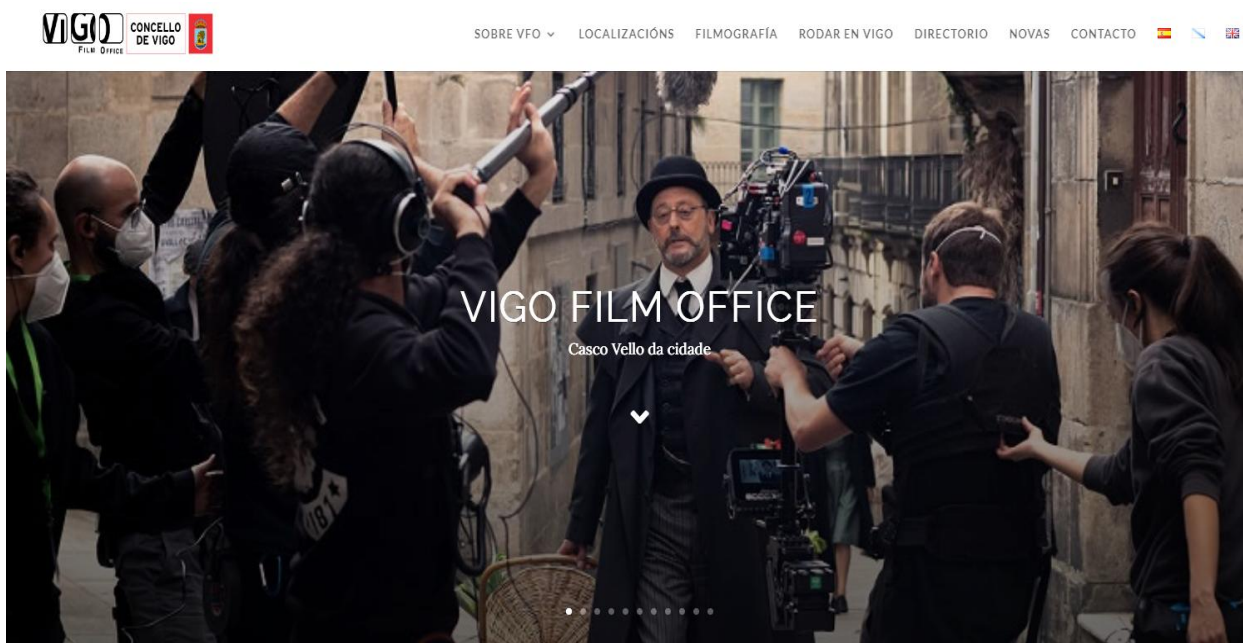 VIGO
FILM OFFICE
CONCELLO
DE VIGO
SOBRE VFO
LOCALIZACIÓNS
FILMOGRAFÍA
RODAR EN VIGO
DIRECTORIO
NOVAS
CONTACTO
VIGO FILM OFFICE
Casco Vello da cidade